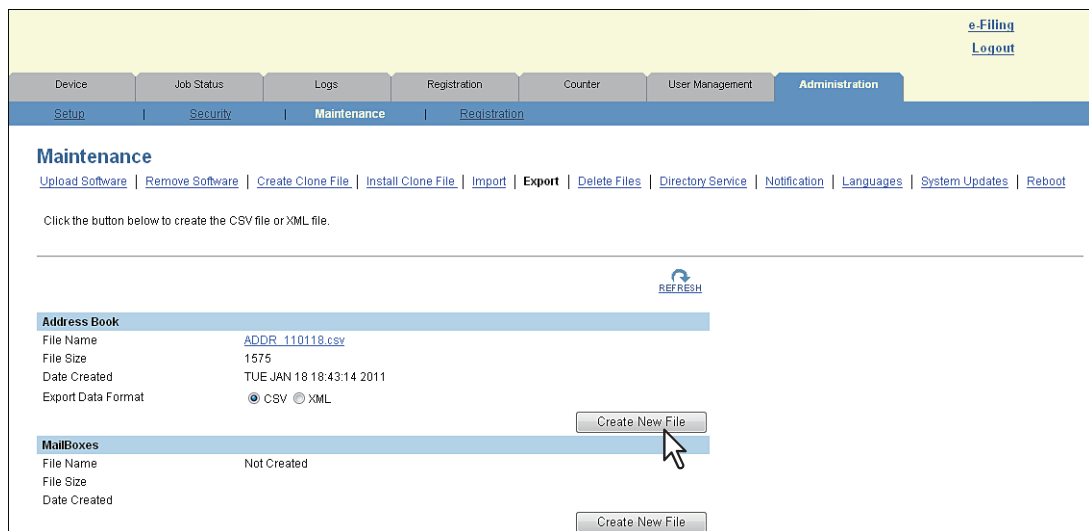 e-Filing
Logout
Device Job Status Logs Registration Counter User Management Administration
Setup | Security | Maintenance | Registration
Maintenance
Upload Software | Remove Software | Create Clone File | Install Clone File | Import | Export | Delete Files | Directory Service | Notification | Languages | System Updates | Reboot
Click the button below to create the CSV file or XML file.
REFRESH
Address Book
File Name ADDR_110118.csv
File Size 1575
Date Created TUE JAN 18 18:43:14 2011
Export Data Format CSV XML
Create New File
MailBoxes
File Name Not Created
File Size
Date Created
Create New File